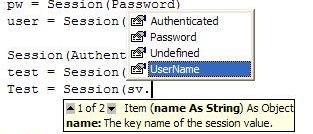 pw = Session(Password)
user = Session(
Authenticated
Password
Undefined
UserName
Session(Authent
test = Session(
Test = Session(sv.
1 of 2 Item (name As String) As Object
name: The key name of the session value.